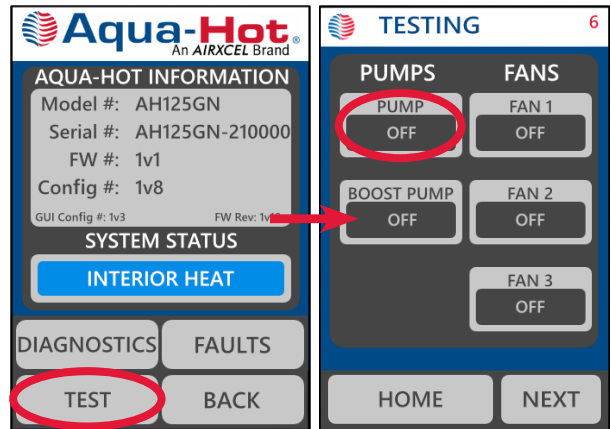 Aqua-Hot®
An AIRXCEL Brand
AQUA-HOT INFORMATION
Model #: AH125GN
Serial #: AH125GN-210000
FW #: 1v1
Config #: 1v8
GUI Config #: 1v3 FW Rev:
SYSTEM STATUS
INTERIOR HEAT
DIAGNOSTICS
FAULTS
TEST
BACK
TESTING
6
PUMPS
FANS
PUMP
OFF
FAN 1
OFF
BOOST PUMP
OFF
FAN 2
OFF
FAN 3
OFF
HOME
NEXT